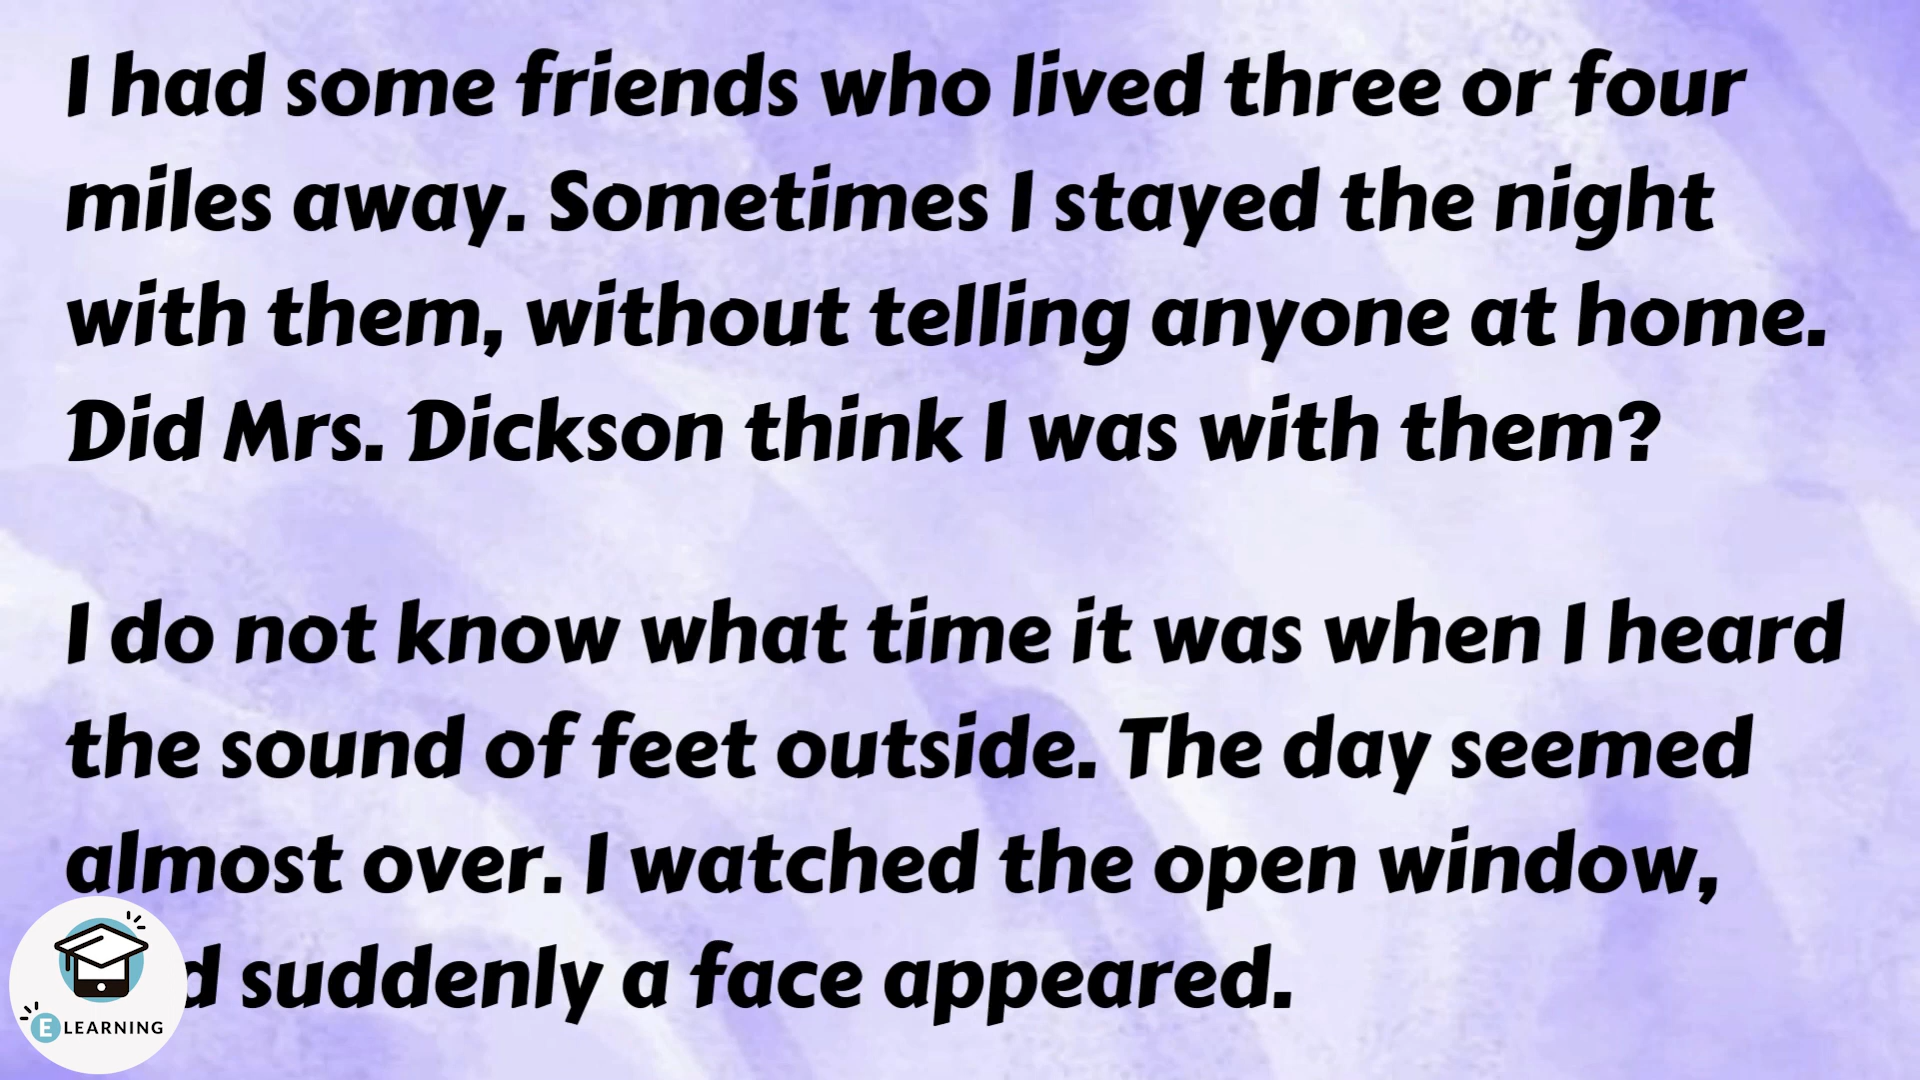 I had some friends who lived three or four
miles away. Sometimes I stayed the night
with them, without telling anyone at home.
Did Mrs. Dickson think I was with them?
I do not know what time it was when I heard
the sound of feet outside. The day seemed
almost over. I watched the open window,
suddenly a face appeared.
E LEARNING